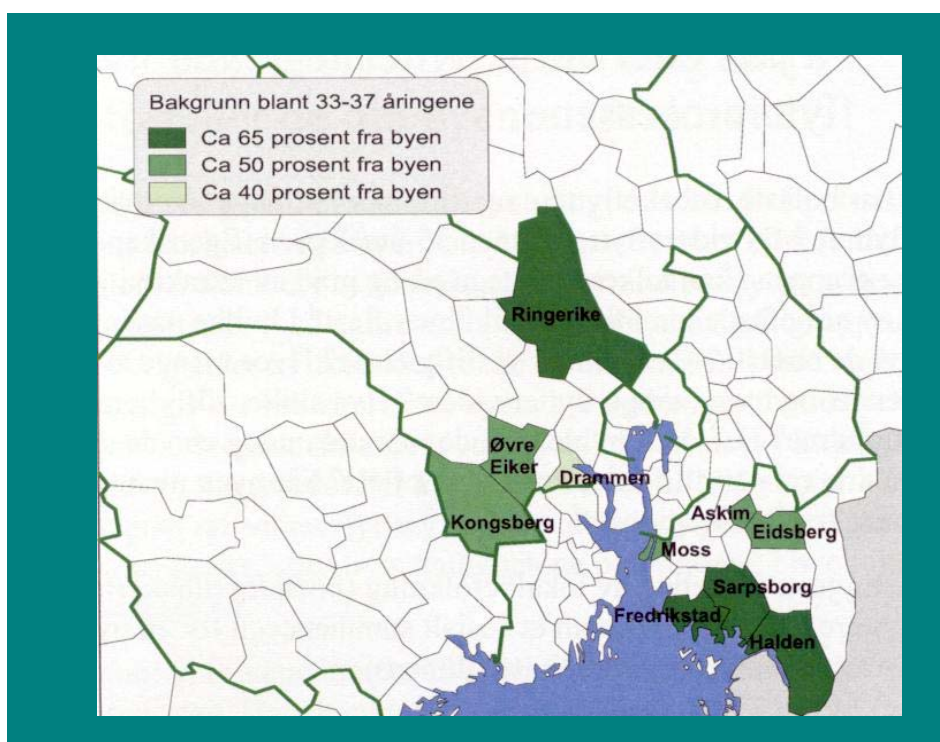 Bakgrunn blant 33-37 åringene
Ca 65 prosent fra byen
Ca 50 prosent fra byen
Ca 40 prosent fra byen
Ringerike
Øvre
Eiker
Drammen
Kongsberg
Askim
Eidsberg
Moss
Sarpsborg
Fredrikstad
Halden